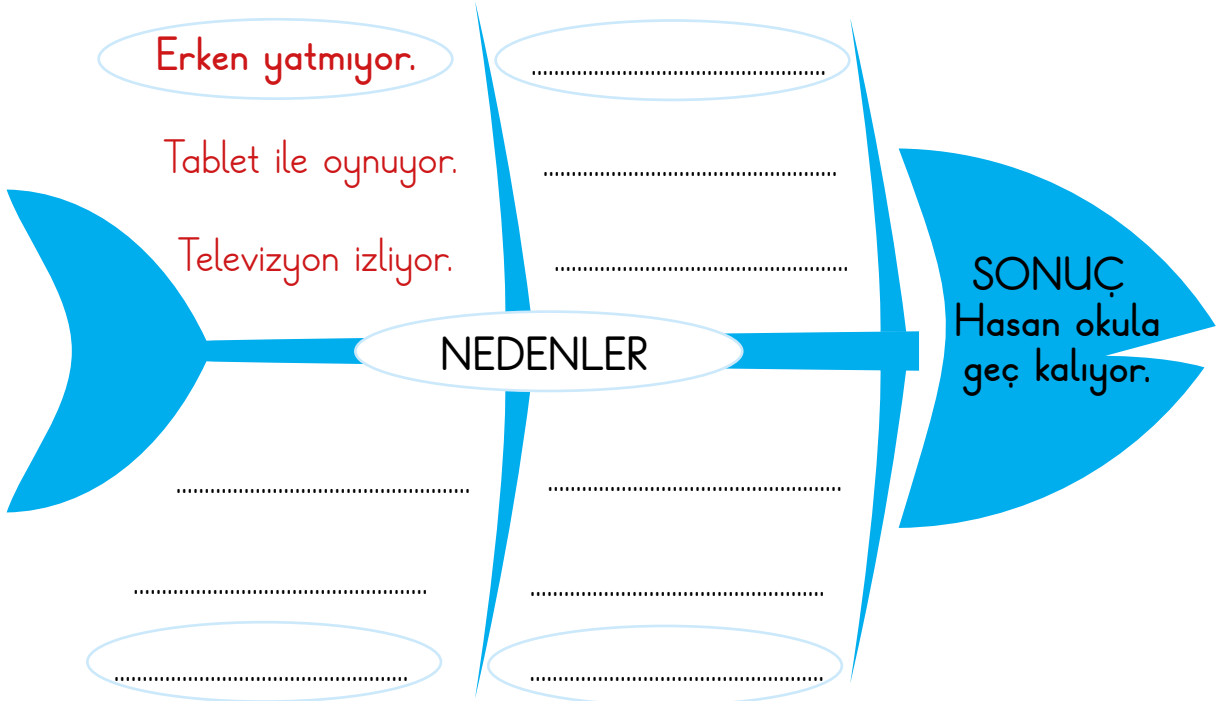 Erken yatmıyor.
Tablet ile oynuyor.
Televizyon izliyor.
NEDENLER
SONUÇ
Hasan okula
geç kalıyor.